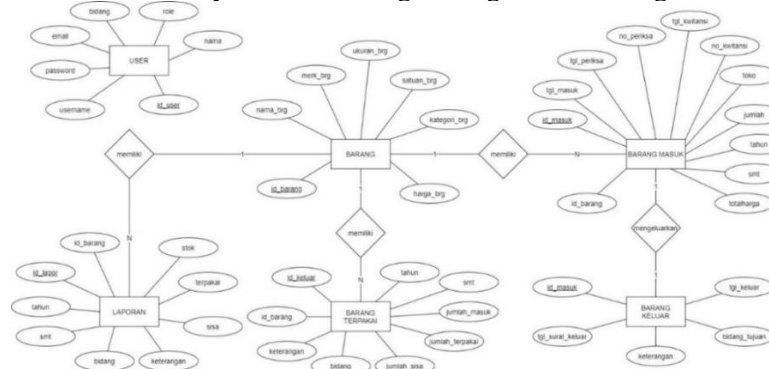 bidang
role
email
nama
USER
password
username
id_user
ukuran_brg
merk_brg
satuan_brg
nama_brg
kategori_brg
BARANG
id_barang
harga_brg
tgl_kwitansi
no_periksa
no_kwitansi
tgl_periksa
toko
tgl_masuk
jumlah
id_masuk
tahun
BARANG MASUK
smt
id_barang
totalharga
memiliki
1
1
memiliki
N
1
memiliki
N
1
mengeluarkan
1
N
id_barang
stok
id_lapor
terpakai
tahun
LAPORAN
sisa
smt
bidang
keterangan
id_keluar
tahun
smt
id_barang
BARANG
TERPAKAI
jumlah_masuk
keterangan
jumlah_terpakai
bidang
jumlah_sisa
id_masuk
tgl_keluar
BARANG
KELUAR
tgl_surat_keluar
bidang_tujuan
keterangan